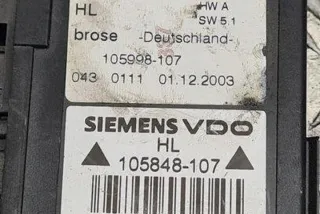 HL HW A
SW 5.1
brose -Deutschland-
105998-107
043 0111 01.12.2003
SIEMENS VDO
HL
105848-107